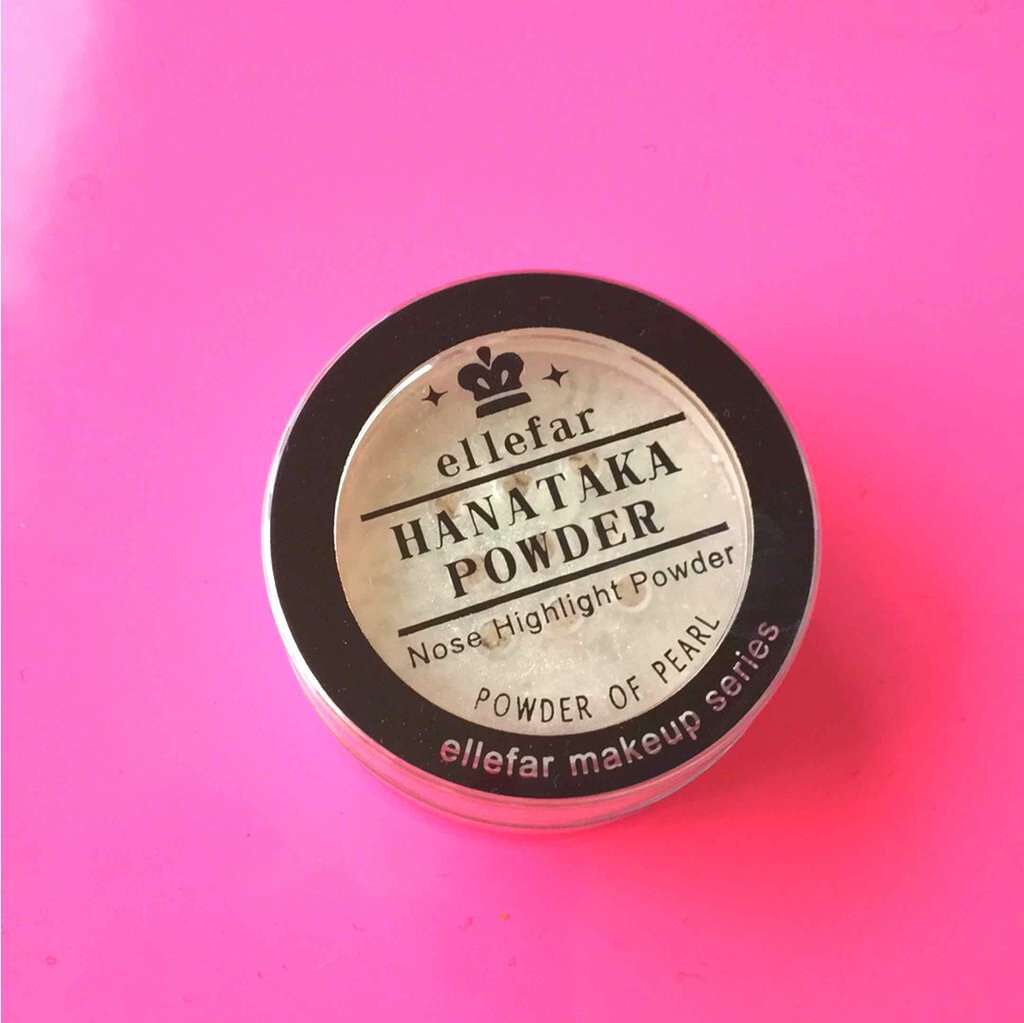 ellefar
HANATAKA
POWDER
Nose Highlight Powder
POWDER OF PEARL
ellefar makeup series